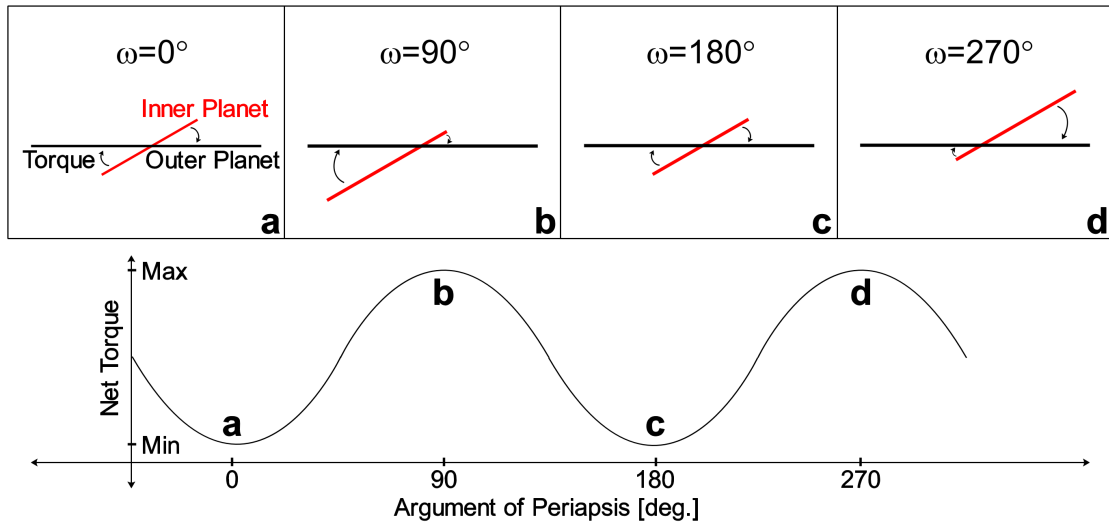 ω=0°
Inner Planet
Torque
Outer Planet
a
ω=90°
b
ω=180°
c
ω=270°
d
Net Torque
Max
Min
a
b
c
d
0
90
180
270
Argument of Periapsis [deg.]